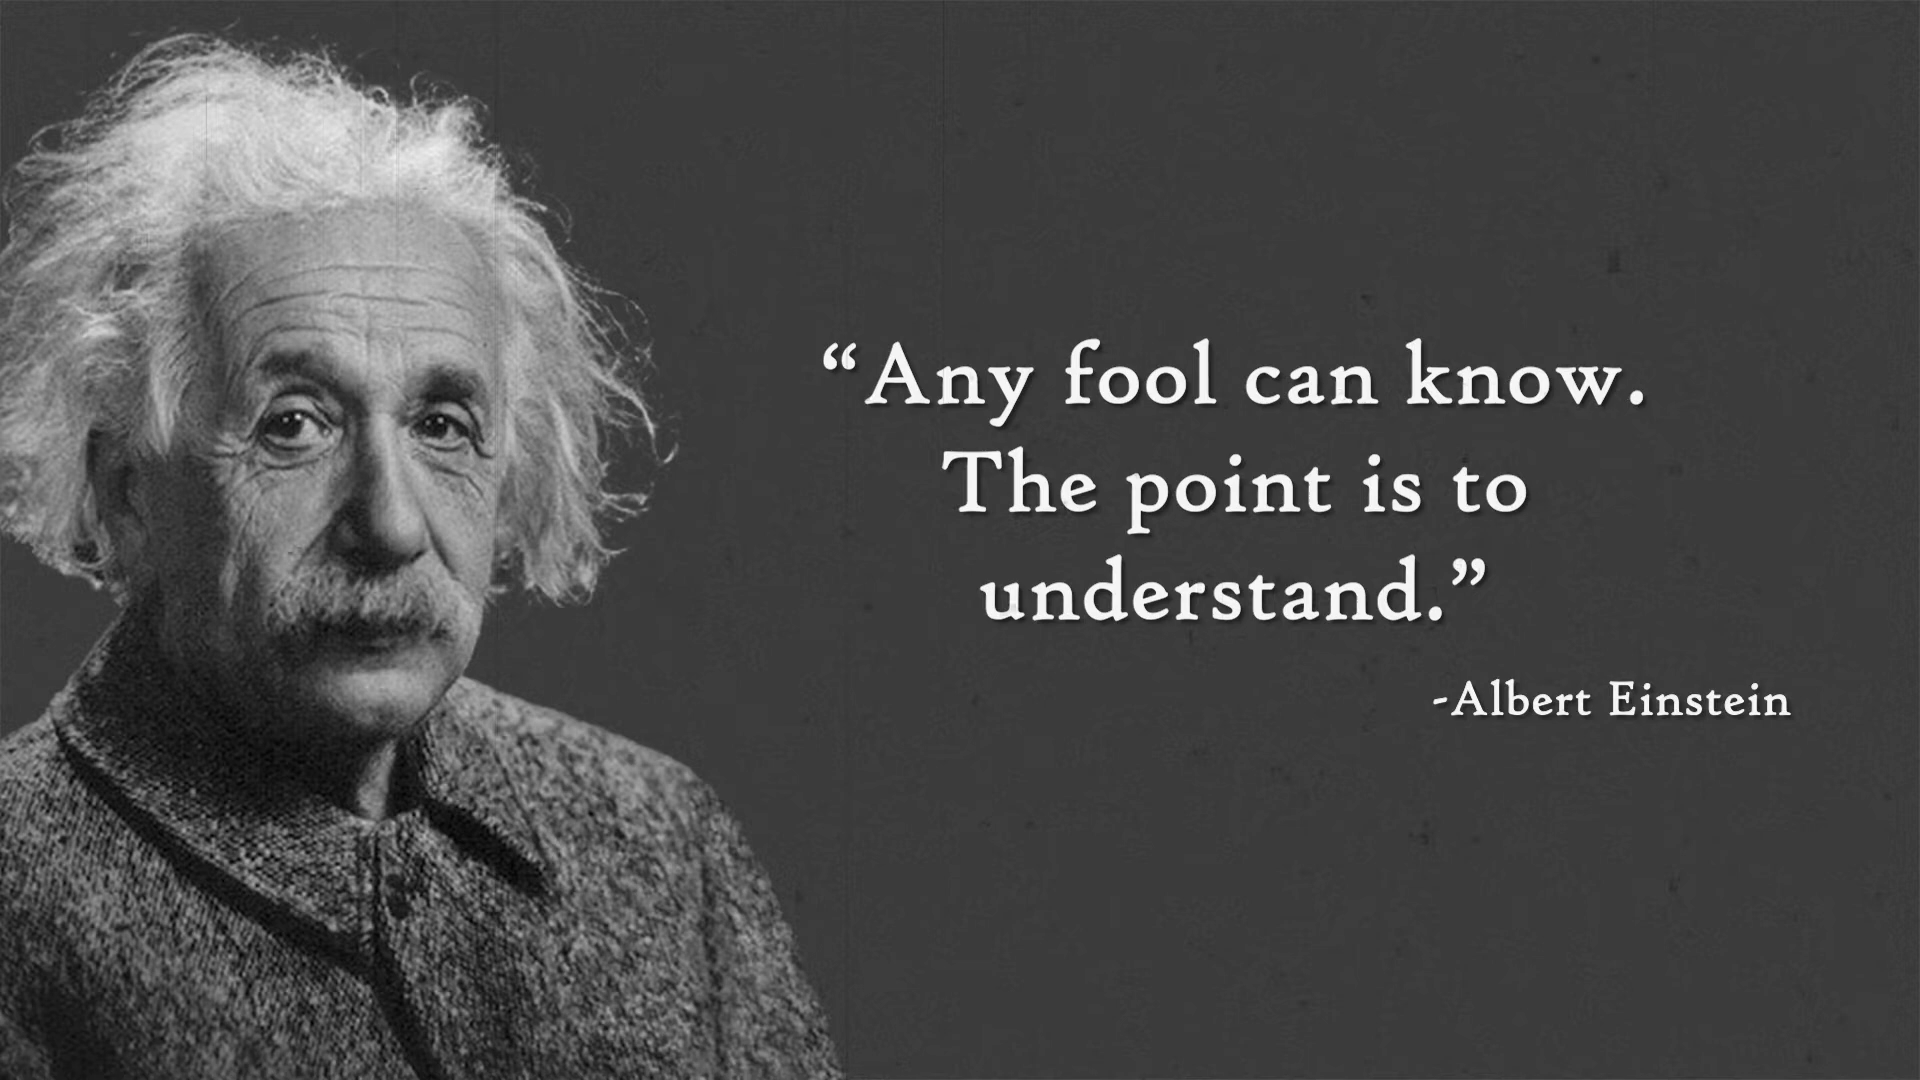 “Any fool can know.
The point is to
understand.”
-Albert Einstein